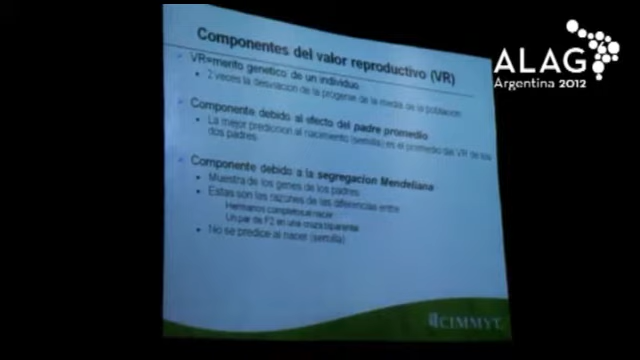 Componentes del valor reproductivo (VR)
VR=merito genetico de un individuo
2 veces la desviacion de la progenie de la media de la poblacion
Componente debido al efecto del padre promedio
La mejor prediccion al nacimiento (semilla) es el promedio del VR de los
dos padres.
Componente debido a la segregacion Mendeliana
Muestra de los genes de los padres
Estas son las razones de las diferencias entre
Hermanos completos al nacer
Un par de F2 en una cruza biparental
No se predice al nacer (semilla)
CIMMYT
ALAG
Argentina 2012